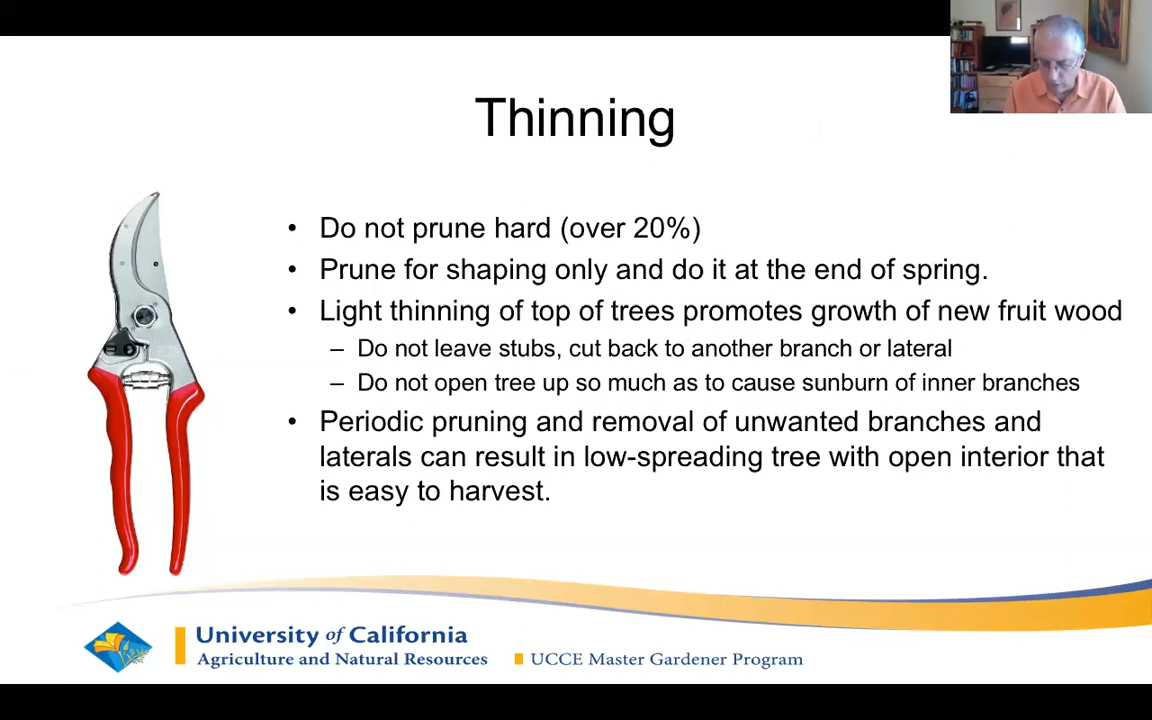 Thinning
• Do not prune hard (over 20%)
• Prune for shaping only and do it at the end of spring.
• Light thinning of top of trees promotes growth of new fruit wood
– Do not leave stubs, cut back to another branch or lateral
– Do not open tree up so much as to cause sunburn of inner branches
• Periodic pruning and removal of unwanted branches and
laterals can result in low-spreading tree with open interior that
is easy to harvest.
University of California
Agriculture and Natural Resources
UCCE Master Gardener Program